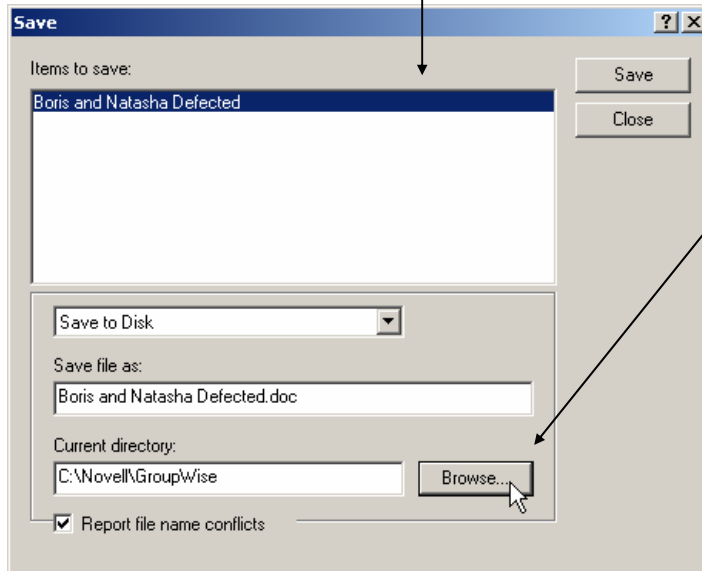 Save
Items to save:
Save
Boris and Natasha Defected
Close
Save to Disk
Save file as:
Boris and Natasha Defected.doc
Current directory:
C:\Novell\GroupWise
Browse...
Report file name conflicts